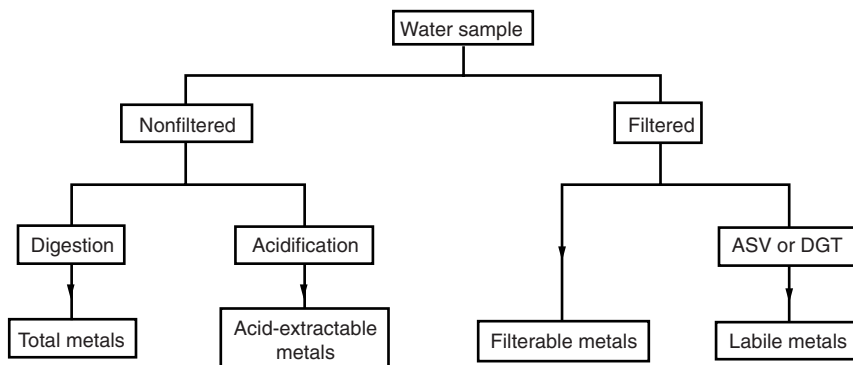 Water sample
Nonfiltered
Filtered
Digestion
Acidification
ASV or DGT
Total metals
Acid-extractable
metals
Filterable metals
Labile metals